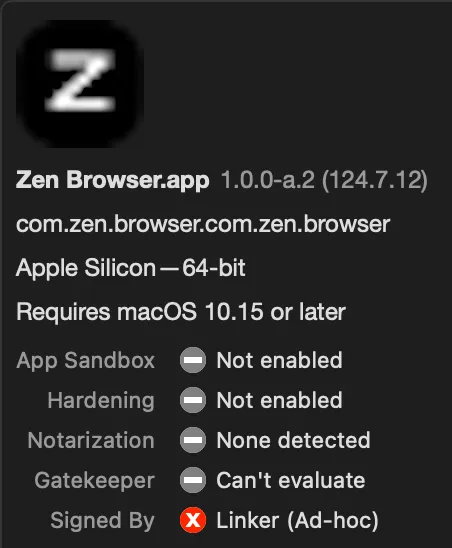 Z
Zen Browser.app 1.0.0-a.2 (124.7.12)
com.zen.browser.com.zen.browser
Apple Silicon — 64-bit
Requires macOS 10.15 or later
App Sandbox Not enabled
Hardening Not enabled
Notarization None detected
Gatekeeper Can't evaluate
Signed By X Linker (Ad-hoc)